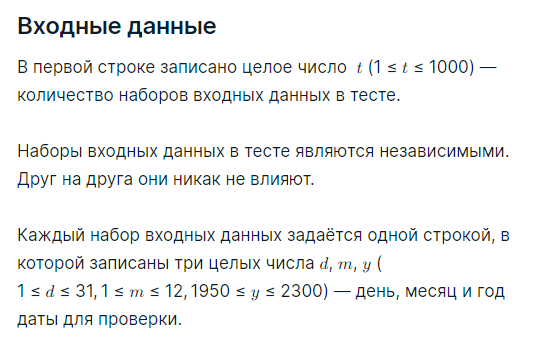 Входные данные
В первой строке записано целое число t (1 ≤ t ≤ 1000) —
количество наборов входных данных в тесте.
Наборы входных данных в тесте являются независимыми.
Друг на друга они никак не влияют.
Каждый набор входных данных задаётся одной строкой, в
которой записаны три целых числа d, m, y (
1 ≤ d ≤ 31, 1 ≤ m ≤ 12, 1950 ≤ y ≤ 2300) — день, месяц и год
даты для проверки.